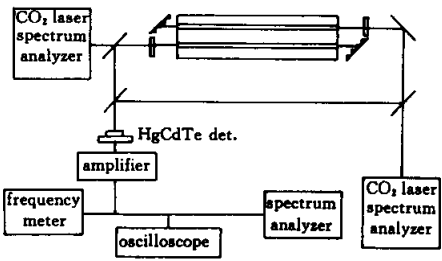 CO₂ laser
spectrum
analyzer
HgCdTe det.
amplifier
frequency
meter
spectrum
analyzer
oscilloscope
CO₂ laser
spectrum
analyzer